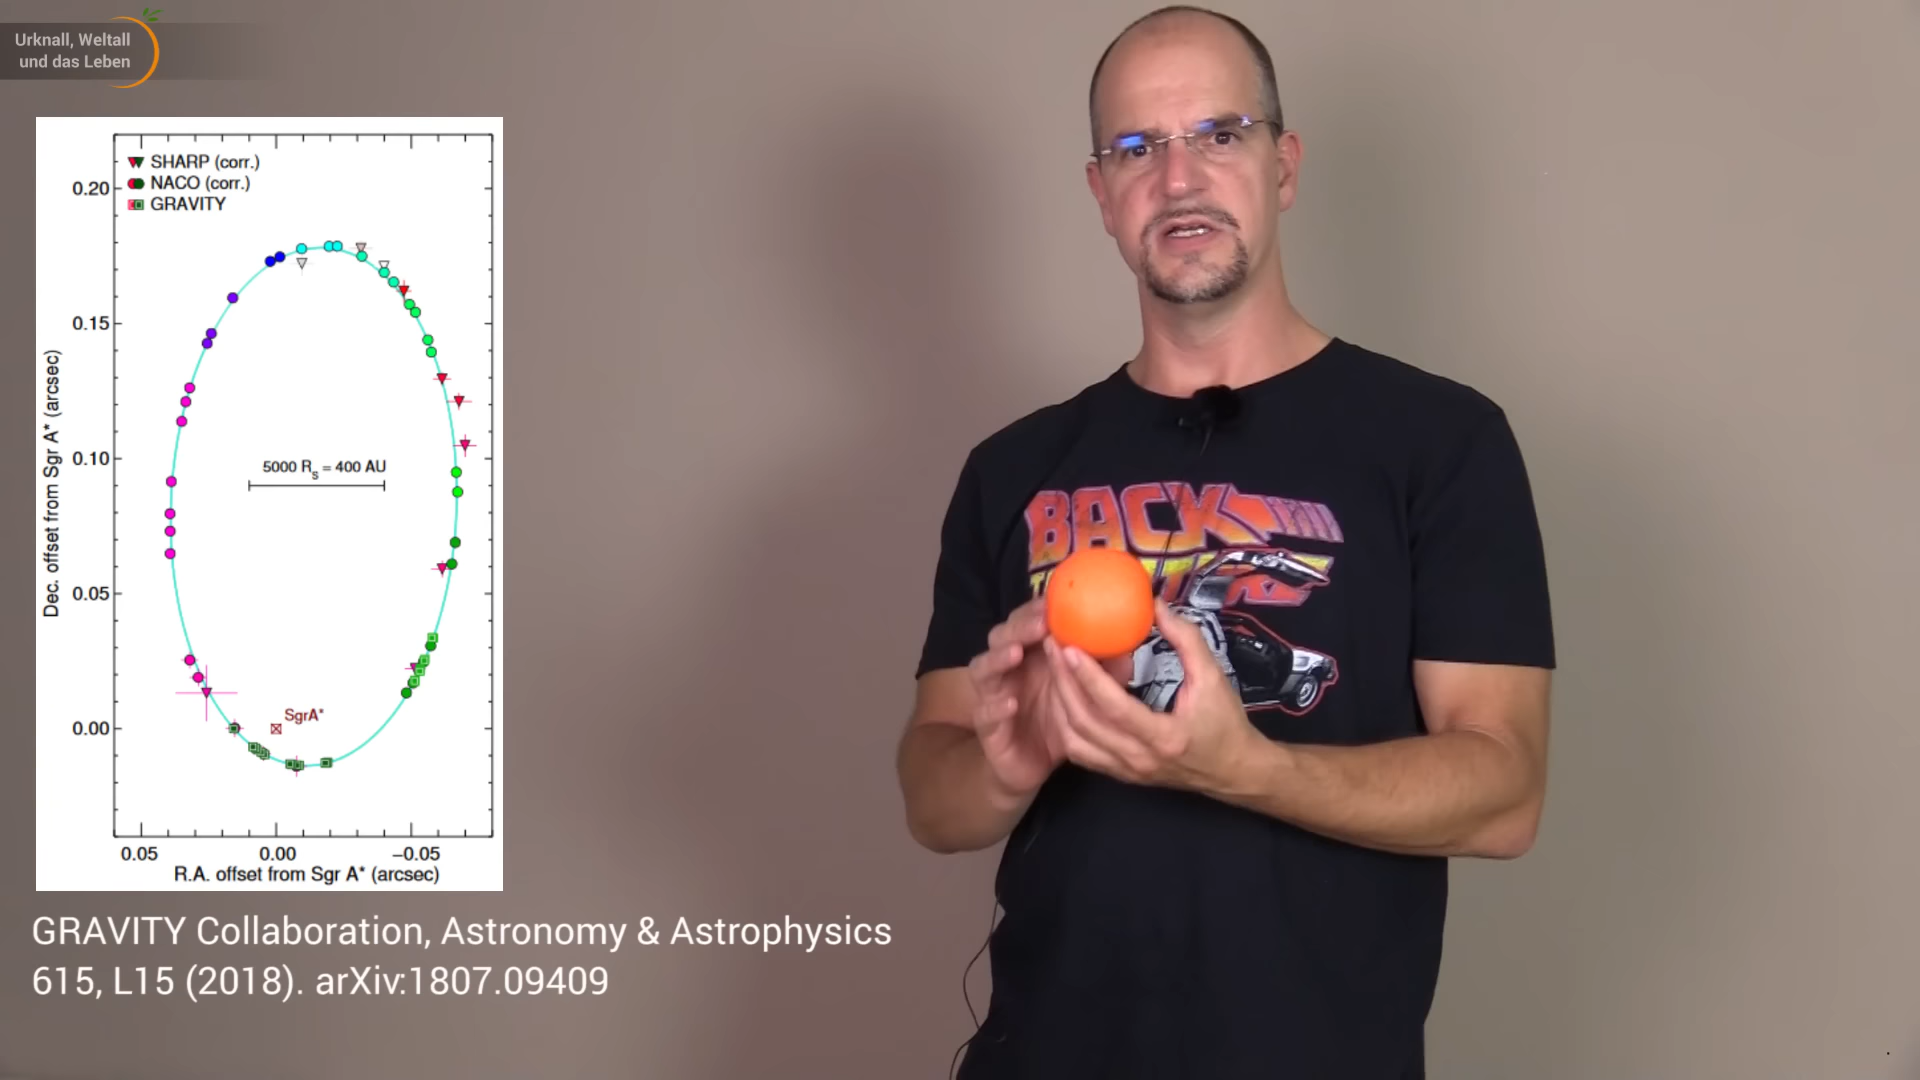 Urknall, Weltall
und das Leben
SHARP (corr.)
NACO (corr.)
GRAVITY
0.20
0.15
0.10
0.05
0.00
Dec. offset from Sgr A* (arcsec)
5000 Rs = 400 AU
SgrA*
0.05 0.00 −0.05
R.A. offset from Sgr A* (arcsec)
GRAVITY Collaboration, Astronomy & Astrophysics
615, L15 (2018). arXiv:1807.09409
BACK